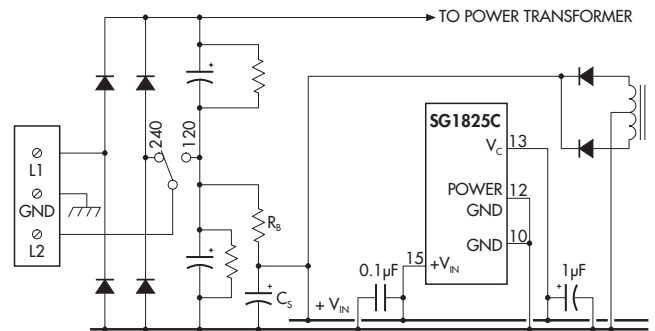 TO POWER TRANSFORMER
240
120
L1
GND
L2
R_B
C_S
+ V_IN
SG1825C
V_C
13
POWER
GND
12
GND
10
15
+V_IN
0.1µF
1µF
+
+
+
+